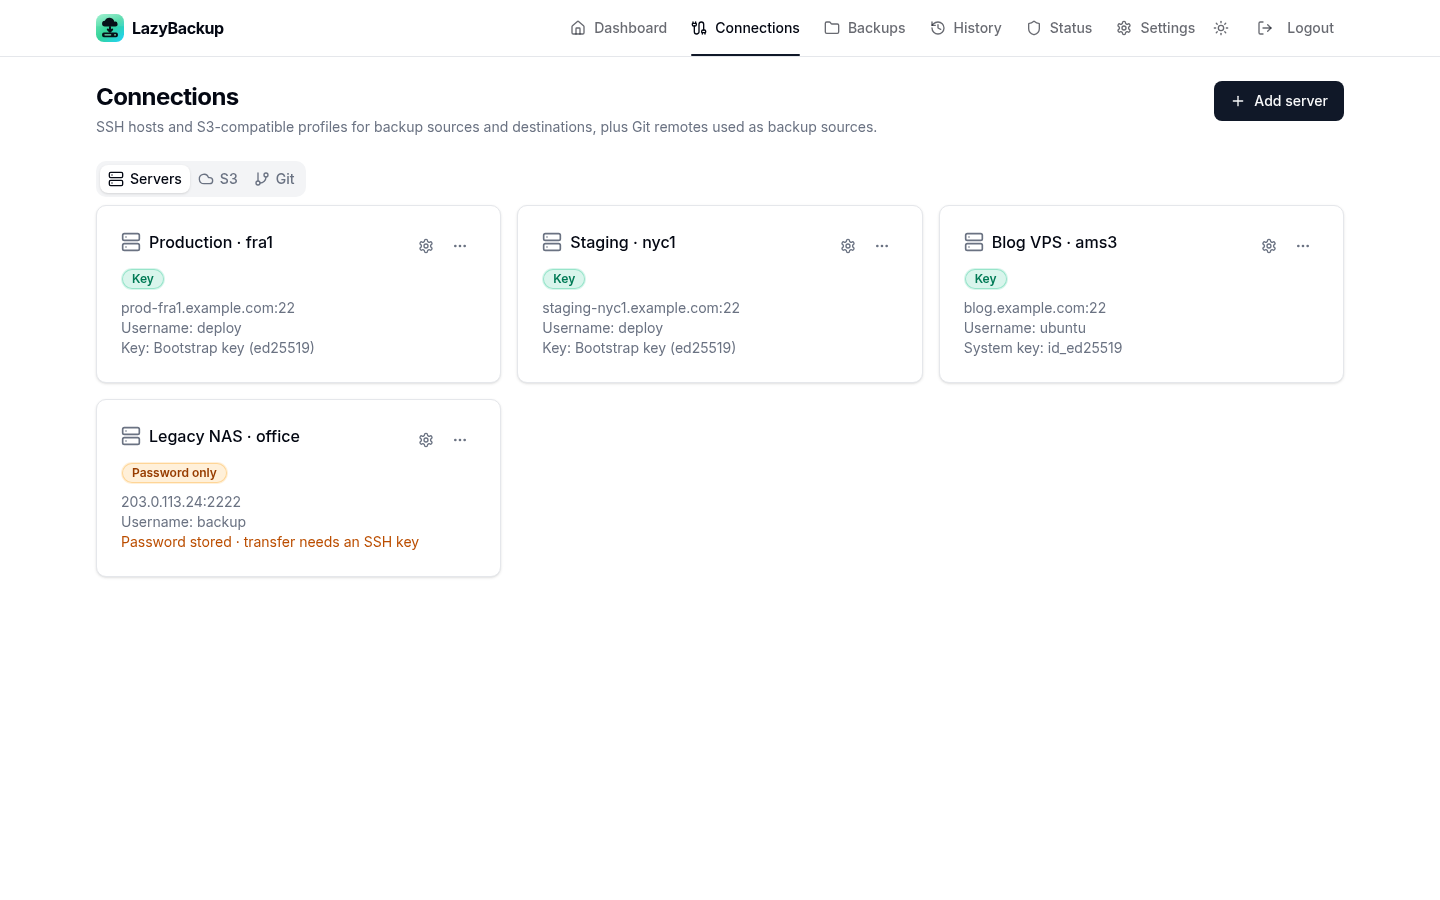 LazyBackup
Dashboard
Connections
Backups
History
Status
Settings
Logout
Connections
Add server
SSH hosts and S3-compatible profiles for backup sources and destinations, plus Git remotes used as backup sources.
Servers
S3
Git
Production · fra1
Key
prod-fra1.example.com:22
Username: deploy
Key: Bootstrap key (ed25519)
Staging · nyc1
Key
staging-nyc1.example.com:22
Username: deploy
Key: Bootstrap key (ed25519)
Blog VPS · ams3
Key
blog.example.com:22
Username: ubuntu
System key: id_ed25519
Legacy NAS · office
Password only
203.0.113.24:2222
Username: backup
Password stored · transfer needs an SSH key